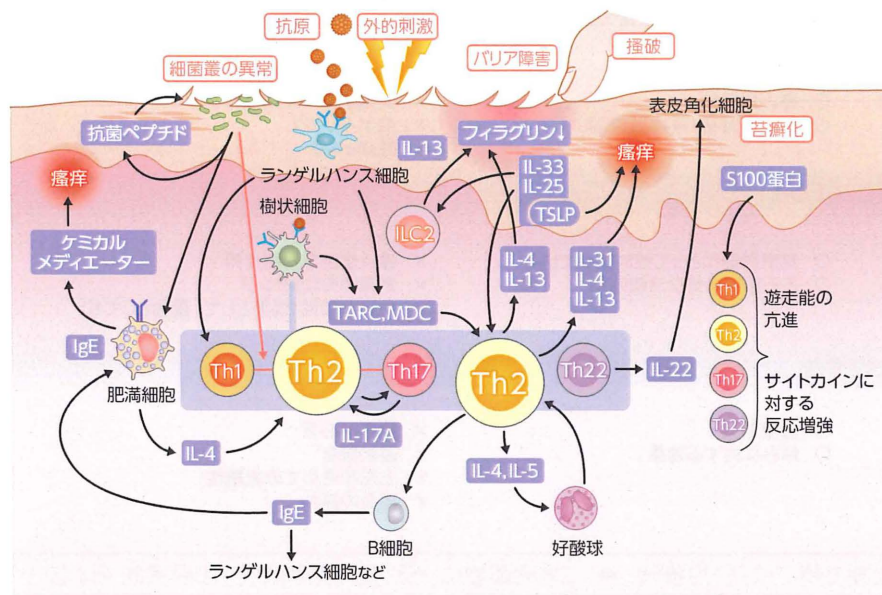 抗原
外的刺激
細菌叢の異常
バリア障害
搔破
抗菌ペプチド
IL-13
フィラグリン↓
表皮角化細胞
苔癬化
瘙痒
ランゲルハンス細胞
IL-33
IL-25
TSLP
瘙痒
S100蛋白
樹状細胞
ILC2
ケミカル
メディエーター
IL-4
IL-13
IL-31
IL-4
IL-13
TARC,MDC
IgE
肥満細胞
Th1
Th2
Th17
Th2
Th22
IL-22
Th1
Th2
Th17
Th22
遊走能の
亢進
サイトカインに
対する
反応増強
IL-17A
IL-4
IL-4, IL-5
IgE
B細胞
好酸球
ランゲルハンス細胞など